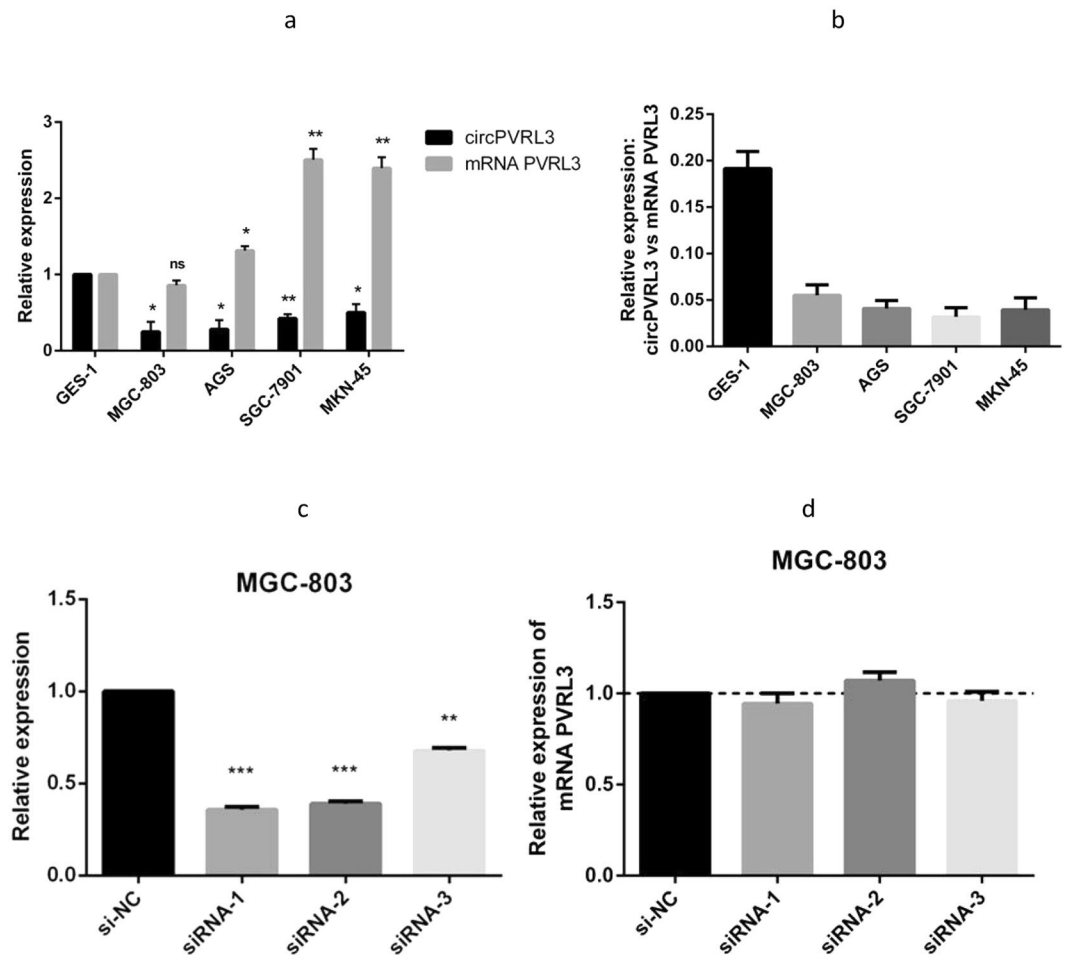 a
Relative expression
3
2
1
0
circPVRL3
mRNA PVRL3
*
ns
*
*
**
**
*
**
GES-1
MGC-803
AGS
SGC-7901
MKN-45
b
Relative expression:
circPVRL3 vs mRNA PVRL3
0.25
0.20
0.15
0.10
0.05
0.00
GES-1
MGC-803
AGS
SGC-7901
MKN-45
c
MGC-803
Relative expression
1.5
1.0
0.5
0.0
***
***
**
si-NC
siRNA-1
siRNA-2
siRNA-3
d
MGC-803
Relative expression of
mRNA PVRL3
1.5
1.0
0.5
0.0
si-NC
siRNA-1
siRNA-2
siRNA-3